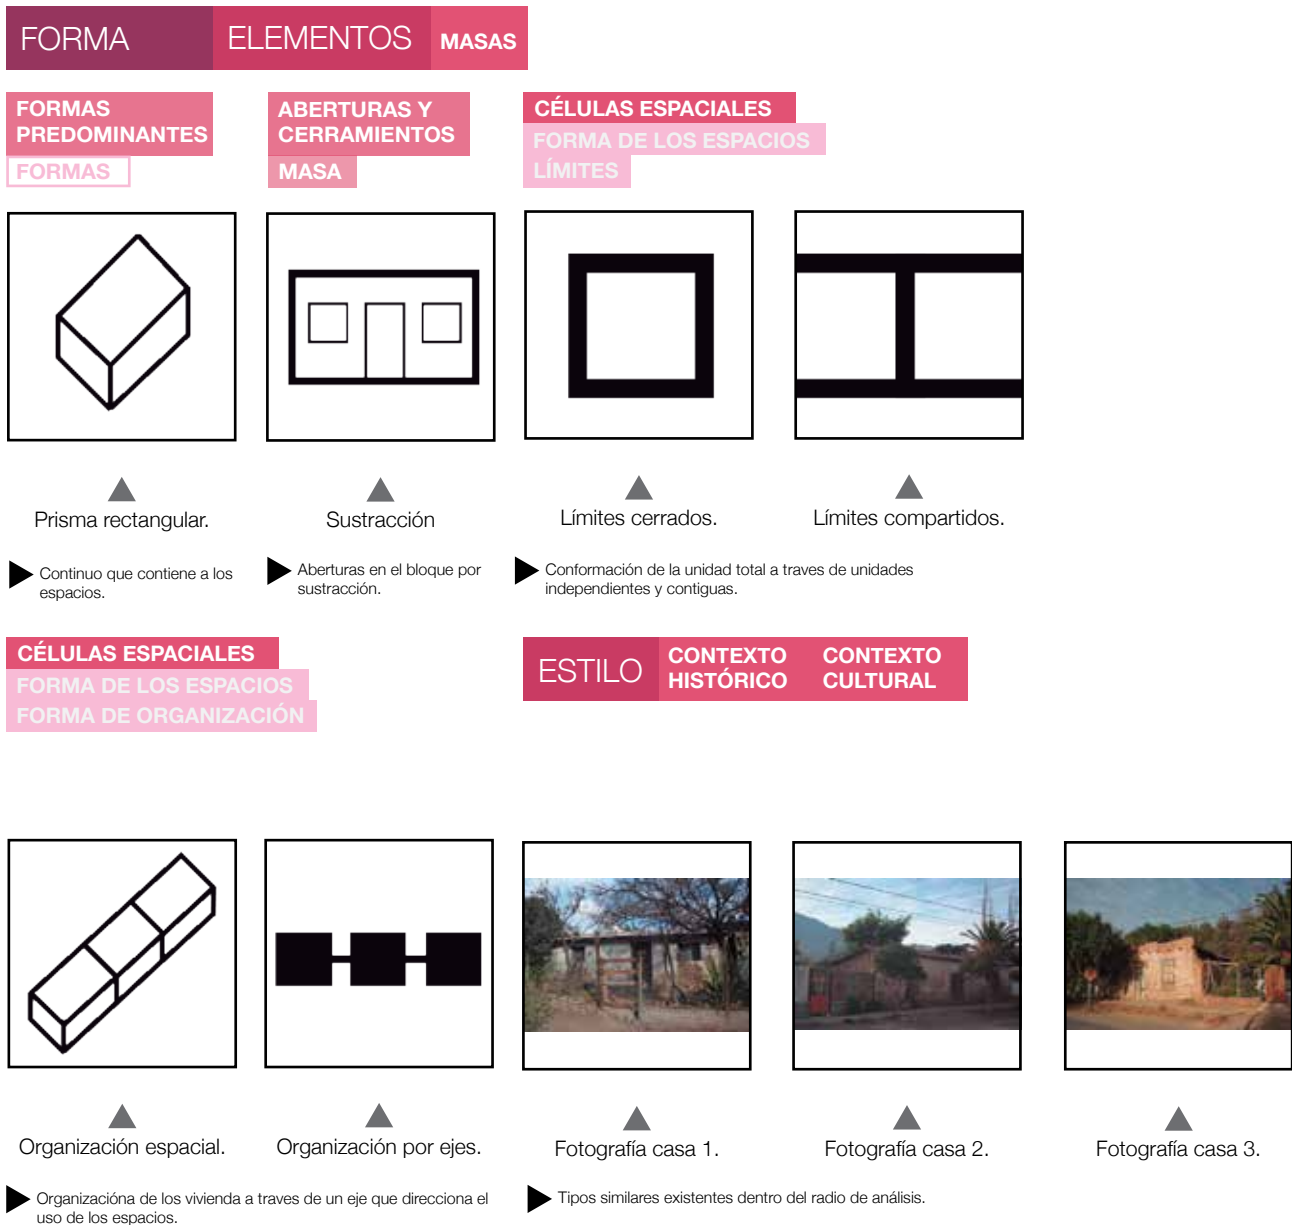 FORMA ELEMENTOS MASAS
FORMAS
PREDOMINANTES
FORMAS
ABERTURAS Y
CERRAMIENTOS
MASA
CÉLULAS ESPACIALES
FORMA DE LOS ESPACIOS
LÍMITES
Prisma rectangular.
Sustracción
Límites cerrados.
Límites compartidos.
Continuo que contiene a los
espacios.
Aberturas en el bloque por
sustracción.
Conformación de la unidad total a traves de unidades
independientes y contiguas.
CÉLULAS ESPACIALES
FORMA DE LOS ESPACIOS
FORMA DE ORGANIZACIÓN
ESTILO
CONTEXTO
HISTÓRICO
CONTEXTO
CULTURAL
Organización espacial.
Organización por ejes.
Fotografía casa 1.
Fotografía casa 2.
Fotografía casa 3.
Organizacióna de los vivienda a traves de un eje que direcciona el
uso de los espacios.
Tipos similares existentes dentro del radio de análisis.